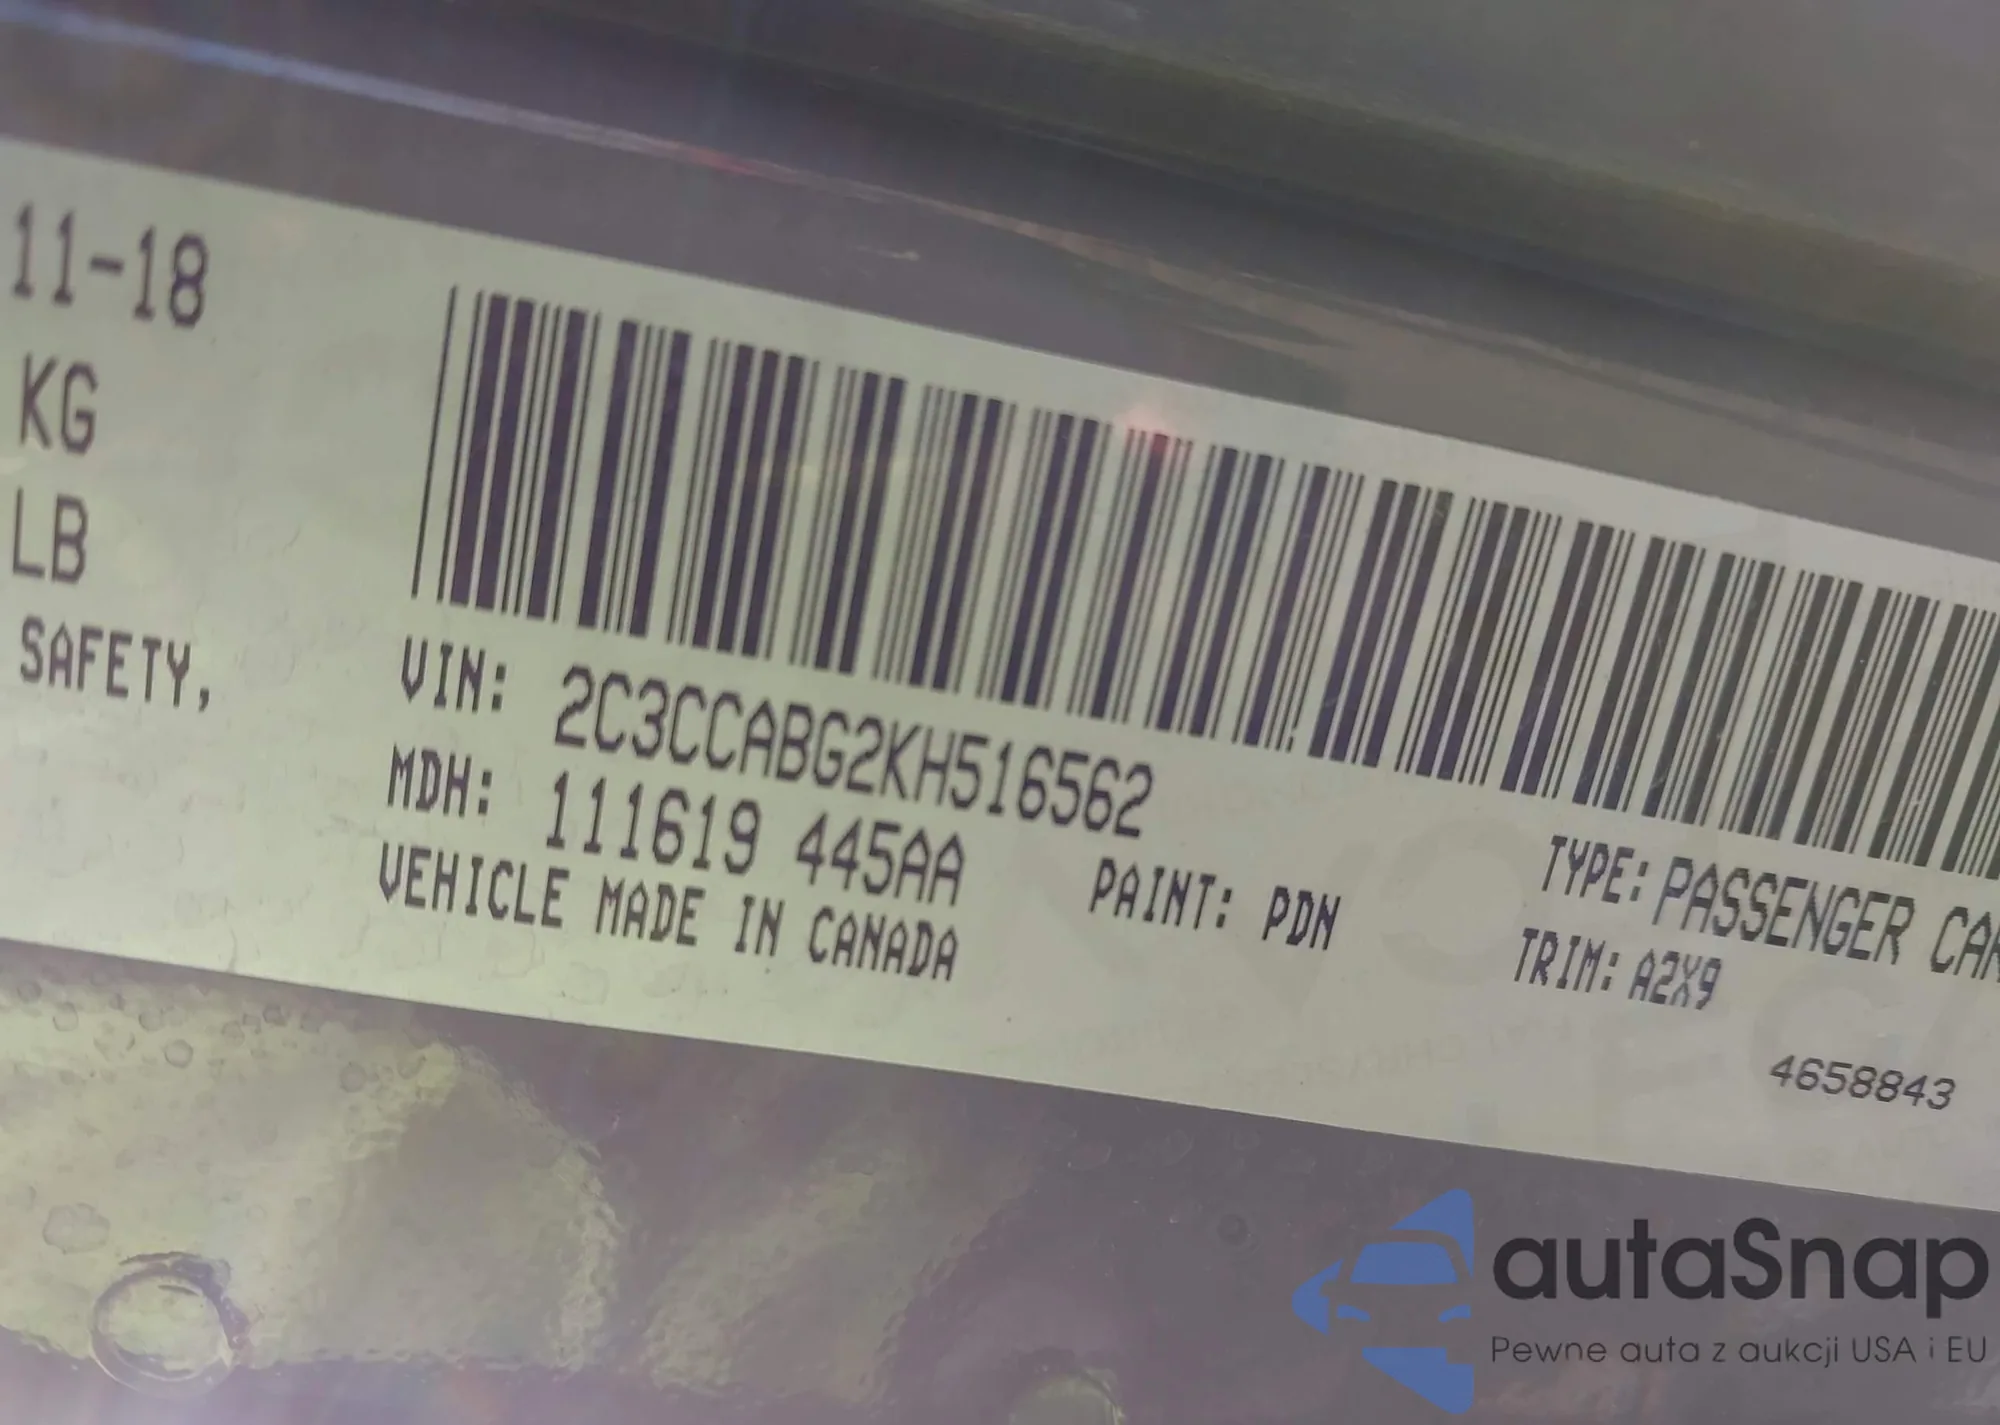 11-18
KG
LB
SAFETY,
VIN: 2C3CCABG2KH516562
MDH: 111619 445AA
PAINT: PDN
VEHICLE MADE IN CANADA
TYPE: PASSENGER CAR
TRIM: A2X9
4658843
autaSnap
Pewne auta z aukcji USA i EU